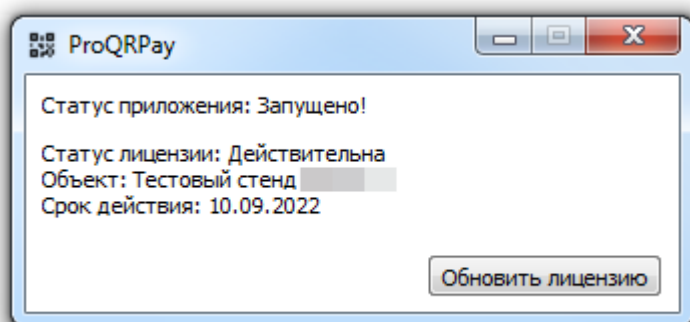 ProQRPay
Статус приложения: Запущено!
Статус лицензии: Действительна
Объект: Тестовый стенд
Срок действия: 10.09.2022
Обновить лицензию